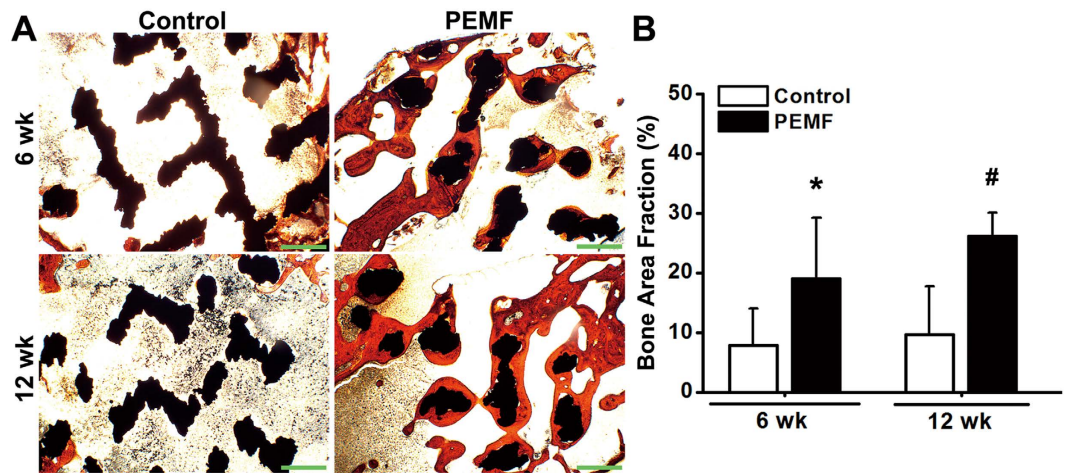 A
Control
PEMF
6 wk
12 wk
B
Bone Area Fraction (%)
50
40
30
20
10
0
Control
PEMF
*
#
6 wk
12 wk